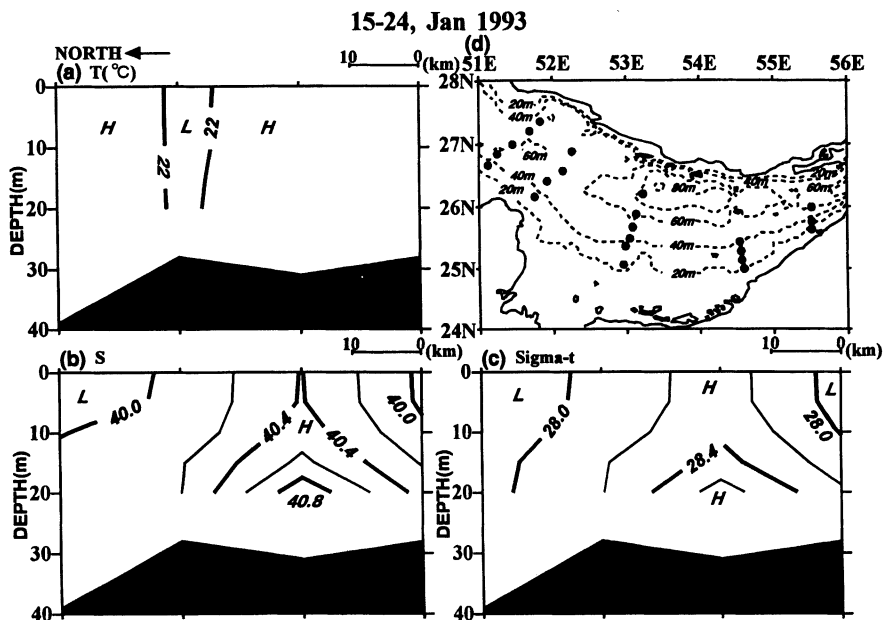 15-24, Jan 1993
NORTH
10 0 (km)
(a) T(°C)
0
10
20
30
40
DEPTH(m)
H
L
H
22
22
(d)
51E 52E 53E 54E 55E 56E
28N
27N
26N
25N
24N
20m
40m
60m
40m
20m
80m
40m
20m
60m
60m
40m
20m
10 0 (km)
(b) S
0
10
20
30
40
DEPTH(m)
L
40.0
40.4
H
40.4
40.0
40.8
10 0 (km)
(c) Sigma-t
0
10
20
30
40
DEPTH(m)
L
28.0
H
28.4
H
L
28.0